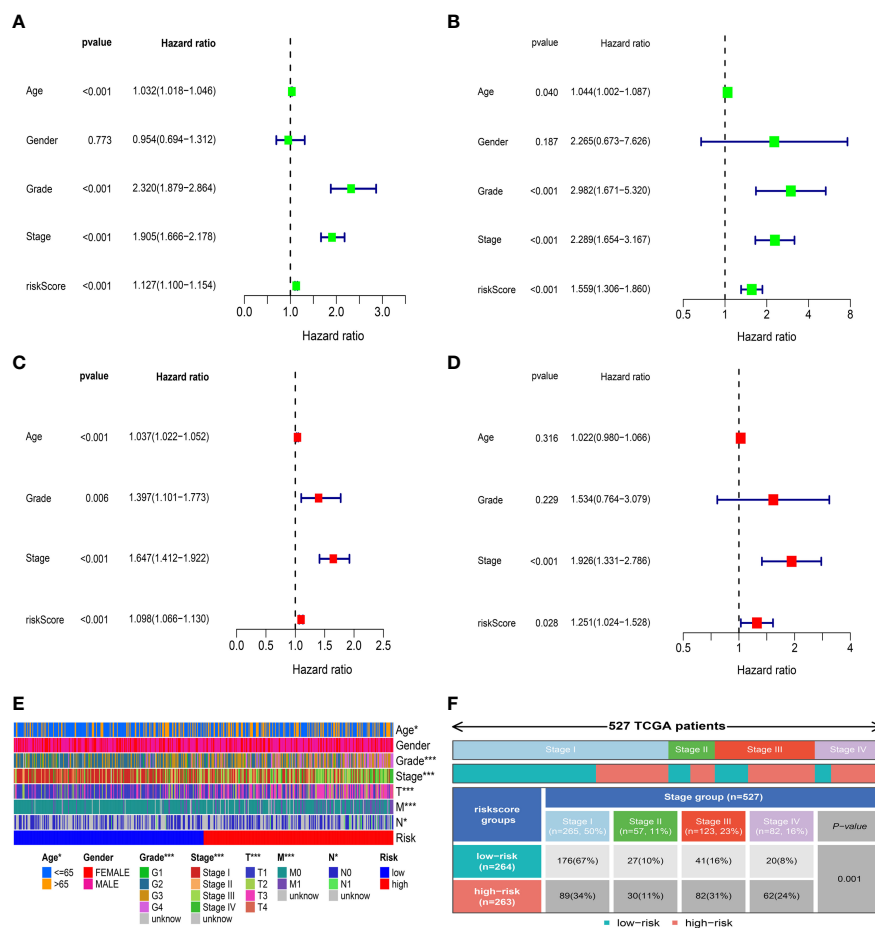 A
pvalue Hazard ratio
Age <0.001 1.032(1.018−1.046)
Gender 0.773 0.954(0.694−1.312)
Grade <0.001 2.320(1.879−2.864)
Stage <0.001 1.905(1.666−2.178)
riskScore <0.001 1.127(1.100−1.154)
0.0 1.0 2.0 3.0
Hazard ratio
B
pvalue Hazard ratio
Age 0.040 1.044(1.002−1.087)
Gender 0.187 2.265(0.673−7.626)
Grade <0.001 2.982(1.671−5.320)
Stage <0.001 2.289(1.654−3.167)
riskScore <0.001 1.559(1.306−1.860)
0.5 1 2 4 8
Hazard ratio
C
pvalue Hazard ratio
Age <0.001 1.037(1.022−1.052)
Grade 0.006 1.397(1.101−1.773)
Stage <0.001 1.647(1.412−1.922)
riskScore <0.001 1.098(1.066−1.130)
0.0 0.5 1.0 1.5 2.0 2.5
Hazard ratio
D
pvalue Hazard ratio
Age 0.316 1.022(0.980−1.066)
Grade 0.229 1.534(0.764−3.079)
Stage <0.001 1.926(1.331−2.786)
riskScore 0.028 1.251(1.024−1.528)
0.5 1 2 4
Hazard ratio
E
Age*
Gender
Grade***
Stage***
T***
M***
N*
Risk
Age* Gender Grade*** Stage*** T*** M*** N* Risk
<=65 FEMALE G1 Stage I T1 M0 N0 low
>65 MALE G2 Stage II T2 M1 N1 high
G3 Stage III T3 unknow unknow
G4 Stage IV T4
unknow unknow
F
527 TCGA patients
Stage I Stage II Stage III Stage IV
riskscore groups Stage group (n=527)
Stage I (n=265, 50%) Stage II (n=57, 11%) Stage III (n=123, 23%) Stage IV (n=82, 16%) P-value
low-risk (n=264) 176(67%) 27(10%) 41(16%) 20(8%) 0.001
high-risk (n=263) 89(34%) 30(11%) 82(31%) 62(24%)
low-risk high-risk